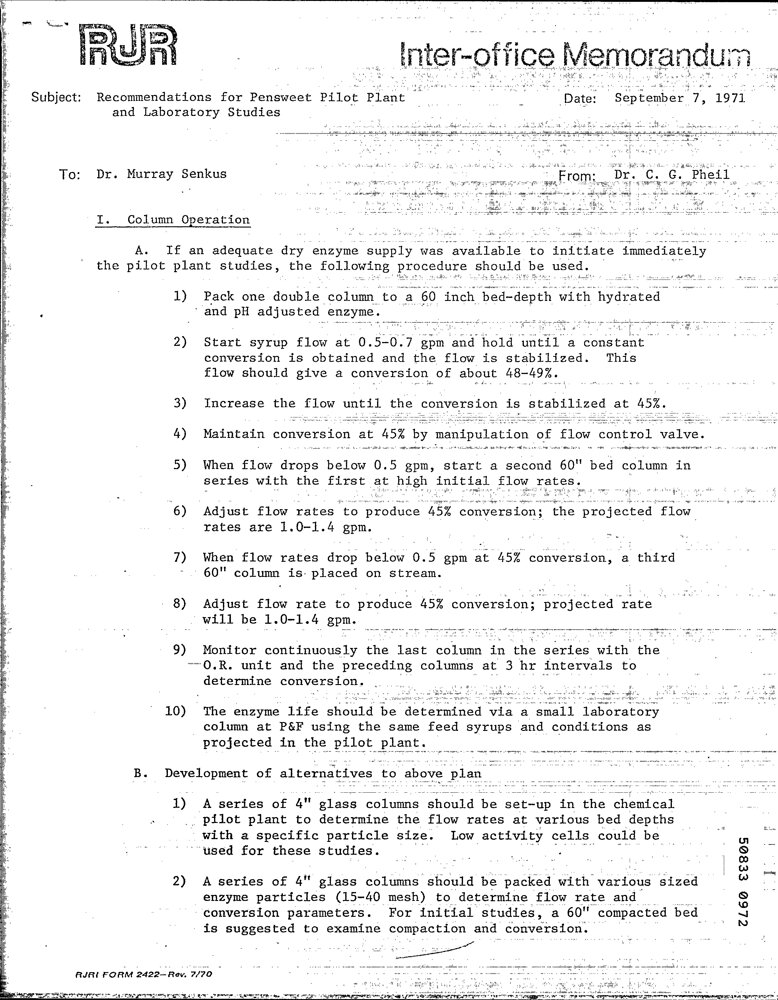 RJR
Inter-office Memorandum
Subject: Recommendations for Pensweet Pilot Plant
and Laboratory Studies
Date: September 7, 1971
To: Dr. Murray Senkus
From: Dr. C. G. Pheil
I. Column Operation
A. If an adequate dry enzyme supply was available to initiate immediately
the pilot plant studies, the following procedure should be used.
1) Pack one double column to a 60 inch bed-depth with hydrated
and pH adjusted enzyme.
2) Start syrup flow at 0.5-0.7 gpm and hold until a constant
conversion is obtained and the flow is stabilized. This
flow should give a conversion of about 48-49%.
3) Increase the flow until the conversion is stabilized at 45%.
4) Maintain conversion at 45% by manipulation of flow control valve.
5) When flow drops below 0.5 gpm, start a second 60" bed column in
series with the first at high initial flow rates.
6) Adjust flow rates to produce 45% conversion; the projected flow
rates are 1.0-1.4 gpm.
7) When flow rates drop below 0.5 gpm at 45% conversion, a third
60" column is placed on stream.
8) Adjust flow rate to produce 45% conversion; projected rate
will be 1.0-1.4 gpm.
9) Monitor continuously the last column in the series with the
O.R. unit and the preceding columns at 3 hr intervals to
determine conversion.
10) The enzyme life should be determined via a small laboratory
column at P&F using the same feed syrups and conditions as
projected in the pilot plant.
B. Development of alternatives to above plan
1) A series of 4" glass columns should be set-up in the chemical
pilot plant to determine the flow rates at various bed depths
with a specific particle size. Low activity cells could be
used for these studies.
2) A series of 4" glass columns should be packed with various sized
enzyme particles (15-40 mesh) to determine flow rate and
conversion parameters. For initial studies, a 60" compacted bed
is suggested to examine compaction and conversion.
50833 0972
RJRI FORM 2422—Rev. 7/70